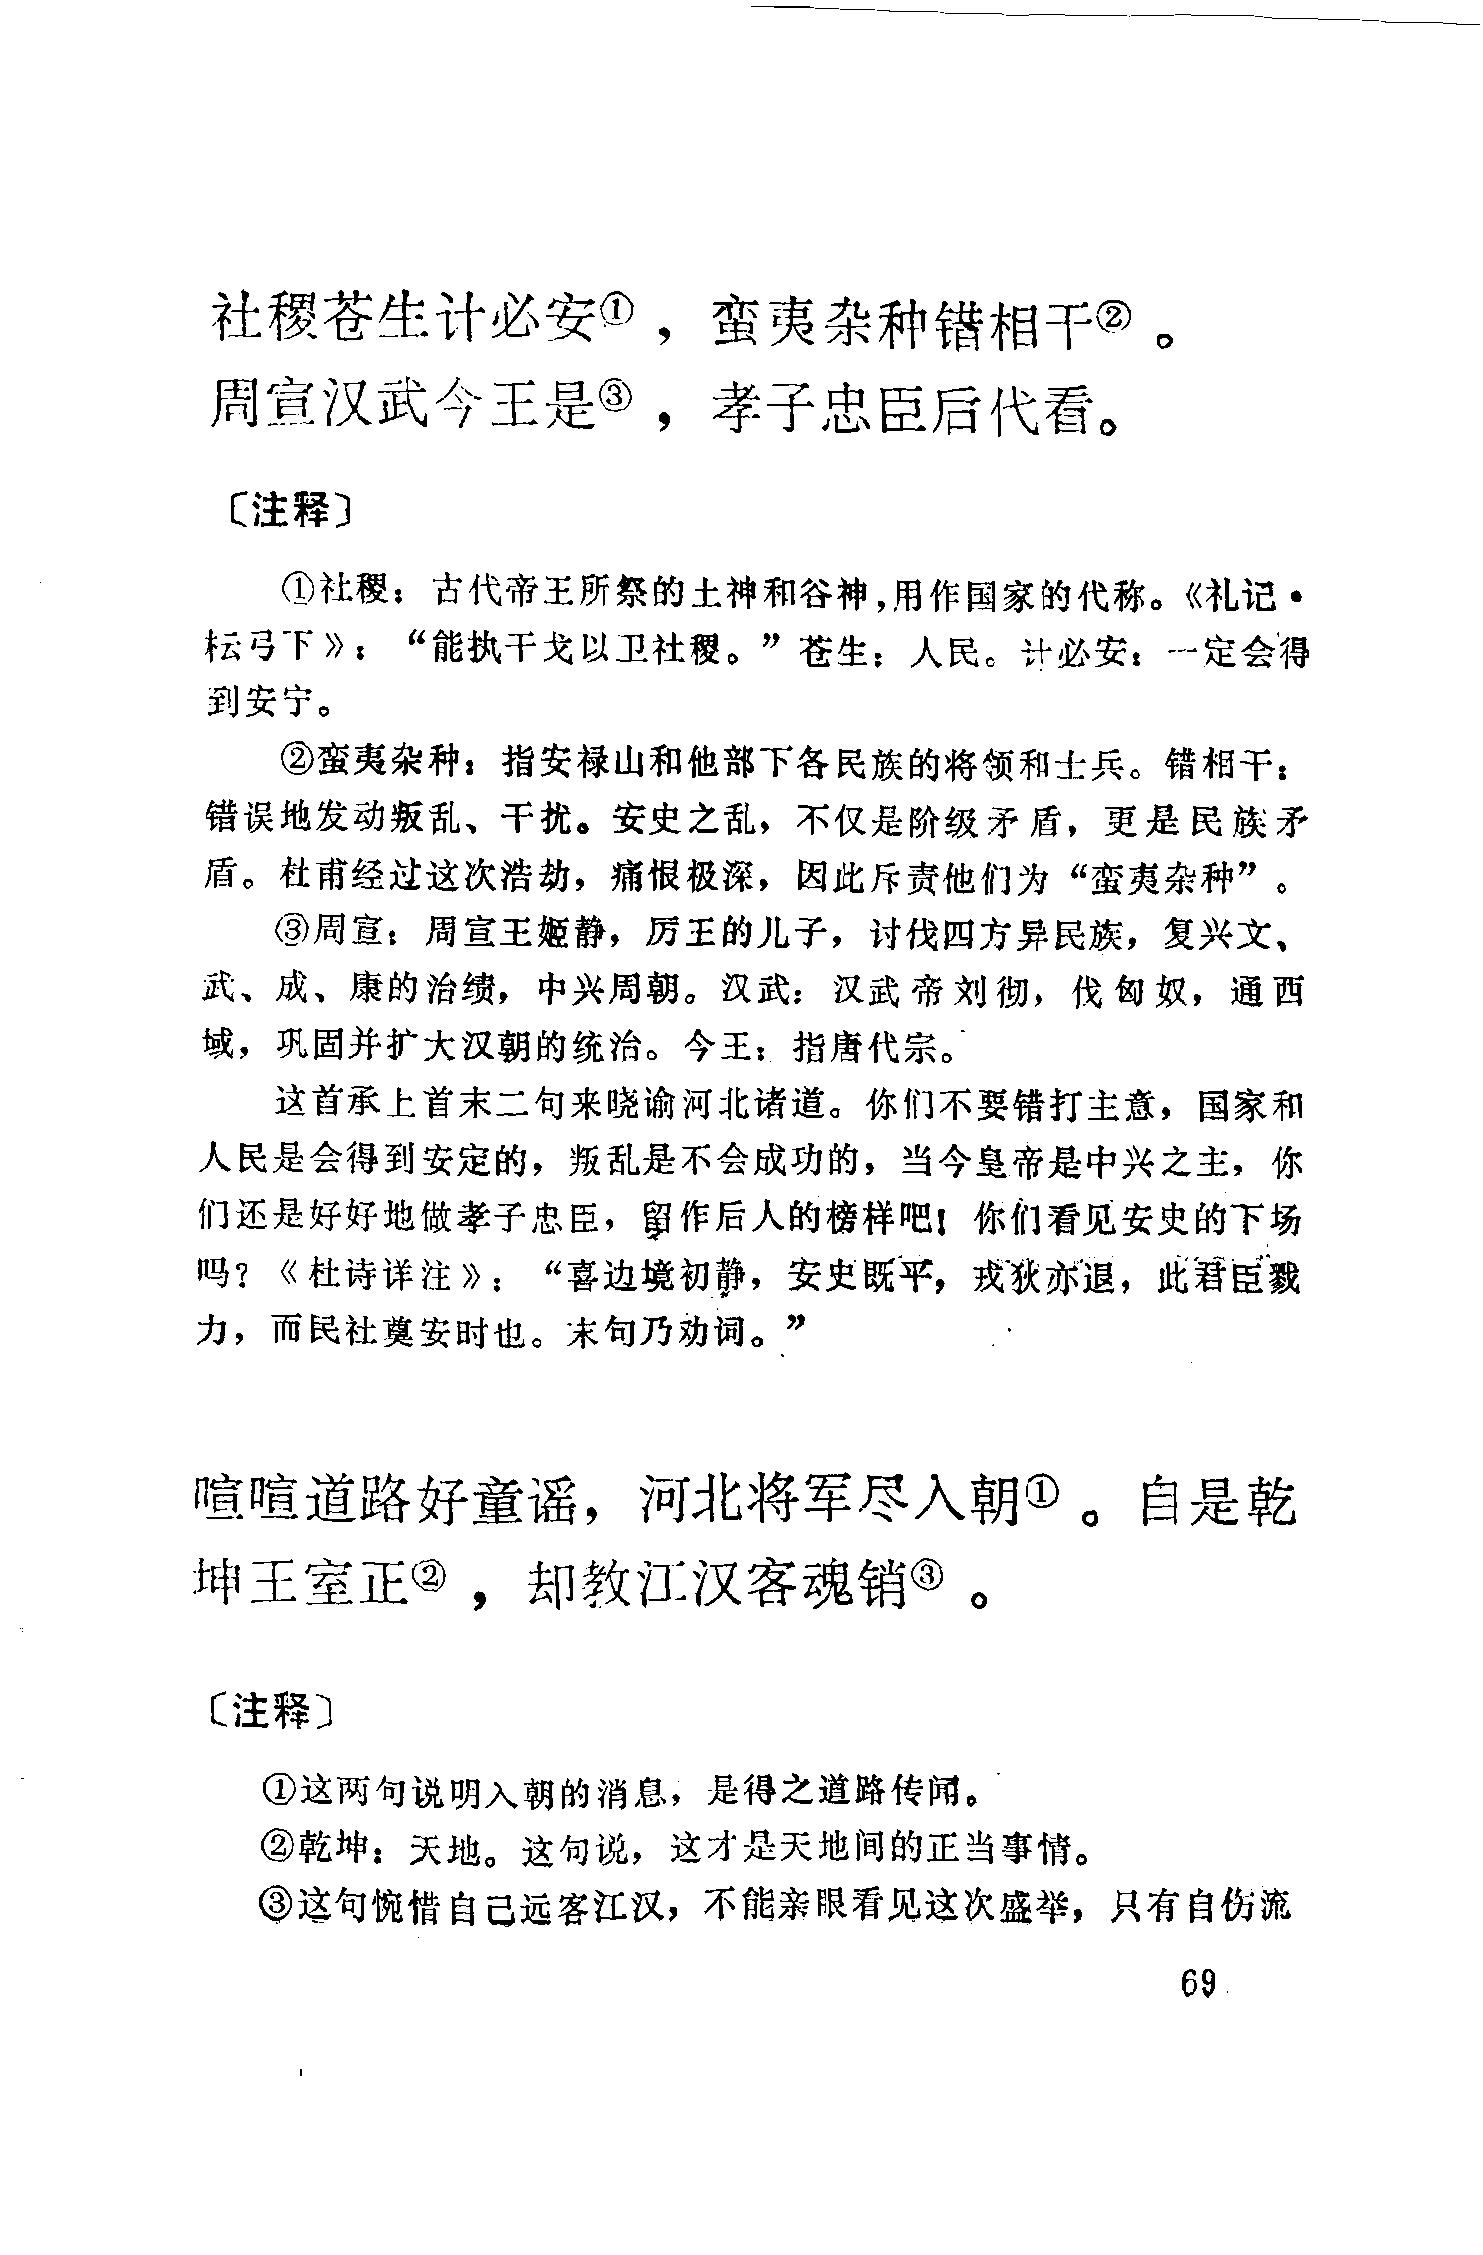 社稷苍生计必安①，蛮夷杂种错相干②。
周宣汉武今王是③，孝子忠臣后代看。
〔注释〕
①社稷：古代帝王所祭的土神和谷神，用作国家的代称。《礼记·
枟弓下》：“能执干戈以卫社稷。”苍生：人民。计必安：一定会得
到安宁。
②蛮夷杂种：指安禄山和他部下各民族的将领和士兵。错相干：
错误地发动叛乱、干扰。安史之乱，不仅是阶级矛盾，更是民族矛
盾。杜甫经过这次浩劫，痛恨极深，因此斥责他们为“蛮夷杂种”。
③周宣：周宣王姬静，厉王的儿子，讨伐四方异民族，复兴文、
武、成、康的治绩，中兴周朝。汉武：汉武帝刘彻，伐匈奴，通西
域，巩固并扩大汉朝的统治。今王：指唐代宗。
这首承上首末二句来晓谕河北诸道。你们不要错打主意，国家和
人民是会得到安定的，叛乱是不会成功的，当今皇帝是中兴之主，你
们还是好好地做孝子忠臣，留作后人的榜样吧！你们看见安史的下场
吗？《杜诗详注》：“喜边境初静，安史既平，戎狄亦退，此君臣戮
力，而民社奠安时也。末句乃劝词。”
喧喧道路好童谣，河北将军尽入朝①。自是乾
坤王室正②，却教江汉客魂销③。
〔注释〕
①这两句说明入朝的消息，是得之道路传闻。
②乾坤：天地。这句说，这才是天地间的正当事情。
③这句惋惜自己远客江汉，不能亲眼看见这次盛举，只有自伤流
69